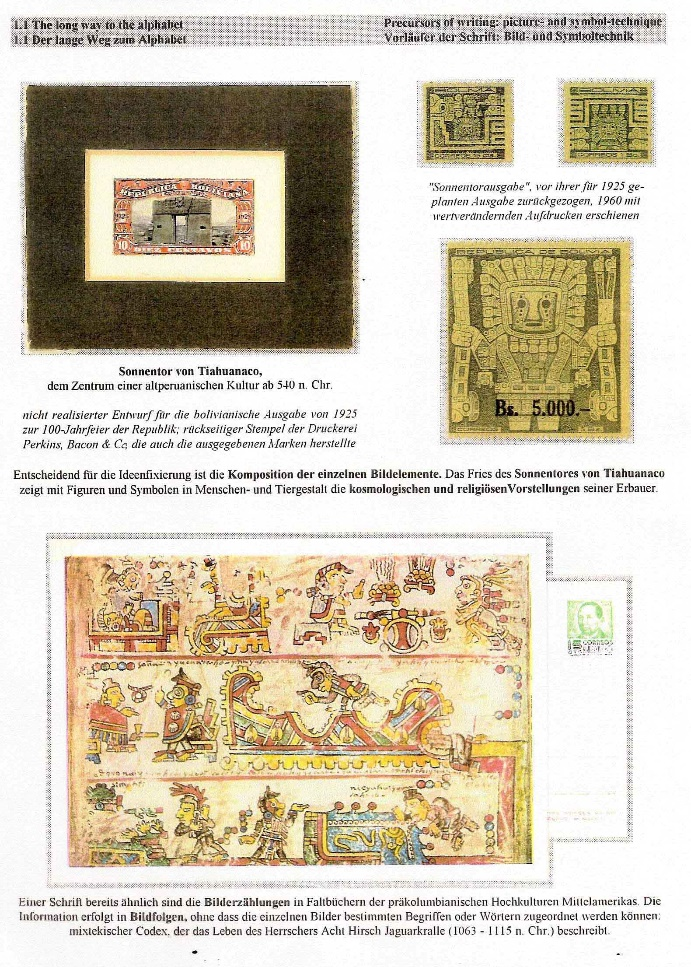 1.1 The long way to the alphabet
1.1 Der lange Weg zum Alphabet
Precursors of writing: picture- and symbol-technique
Vorläufer der Schrift: Bild- und Symboltechnik
REPUBLICA BOLIVIANA
10 10
"Sonnentorausgabe", vor ihrer für 1925 ge-
planten Ausgabe zurückgezogen, 1960 mit
wertverändernden Aufdrucken erschienen
Bs. 5.000.-
Sonnentor von Tiahuanaco,
dem Zentrum einer altperuanischen Kultur ab 540 n. Chr.
nicht realisierter Entwurf für die bolivianische Ausgabe von 1925
zur 100-Jahrfeier der Republik; rückseitiger Stempel der Druckerei
Perkins, Bacon & Co, die auch die ausgegebenen Marken herstellte
Entscheidend für die Ideenfixierung ist die Komposition der einzelnen Bildelemente. Das Fries des Sonnentores von Tiahuanaco
zeigt mit Figuren und Symbolen in Menschen- und Tiergestalt die kosmologischen und religiösenVorstellungen seiner Erbauer.
CORREOS
Einer Schrift bereits ähnlich sind die Bilderzählungen in Faltbüchern der präkolumbianischen Hochkulturen Mittelamerikas. Die
Information erfolgt in Bildfolgen, ohne dass die einzelnen Bilder bestimmten Begriffen oder Wörtern zugeordnet werden können:
mixtekischer Codex, der das Leben des Herrschers Acht Hirsch Jaguarkralle (1063 - 1115 n. Chr.) beschreibt.